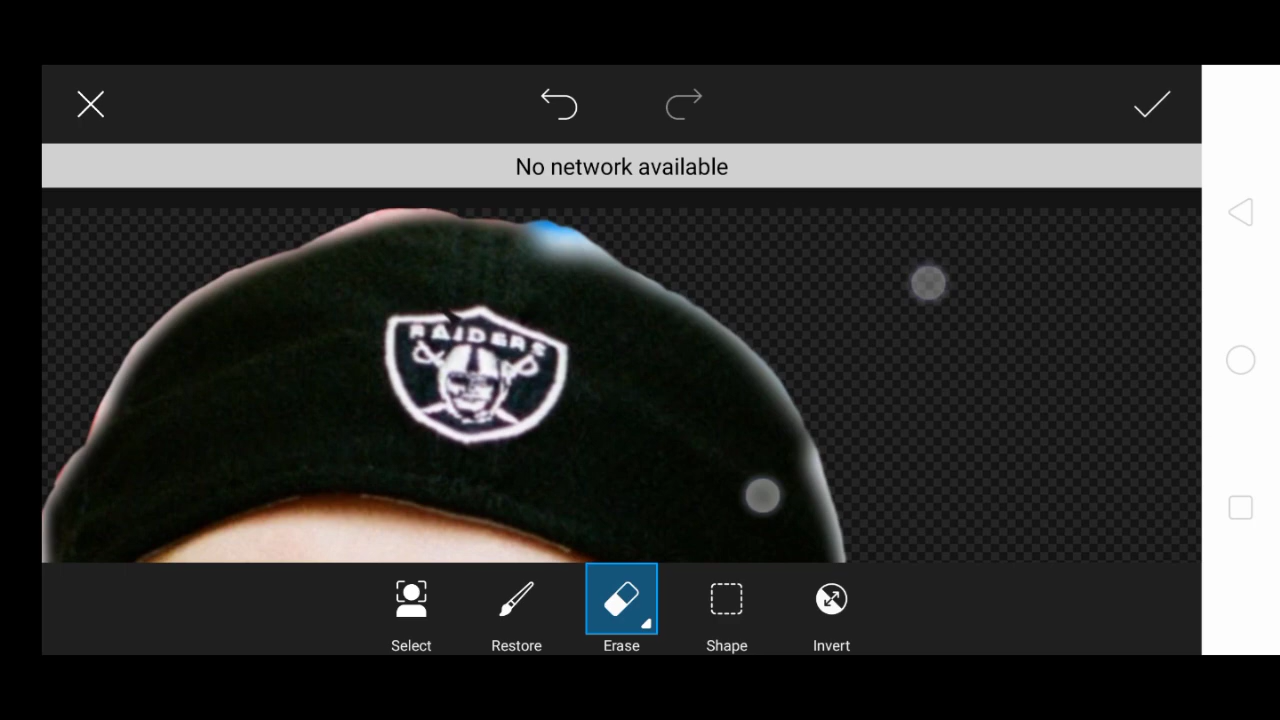 No network available
RAIDERS
Select
Restore
Erase
Shape
Invert